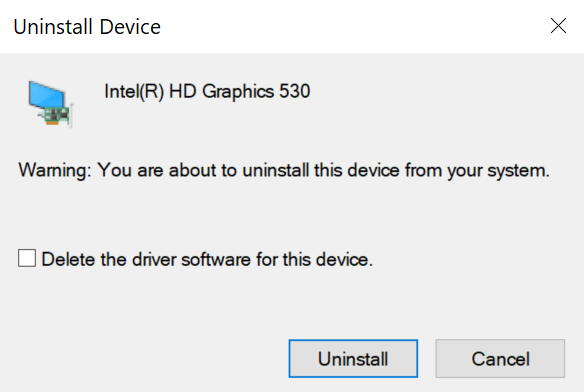 Uninstall Device
Intel(R) HD Graphics 530
Warning: You are about to uninstall this device from your system.
Delete the driver software for this device.
Uninstall
Cancel